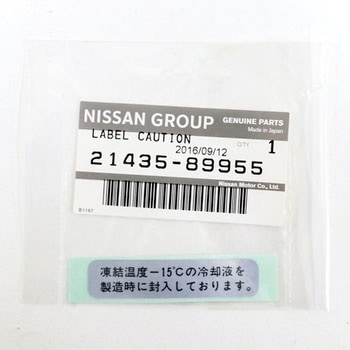 NISSAN GROUP GENUINE PARTS
Made in Japan
LABEL CAUTION
2016/09/12 QTY 1
21435-89955
Nissan Motor Co., Ltd.
B1167
凍結温度-15℃の冷却液を
製造時に封入しております。